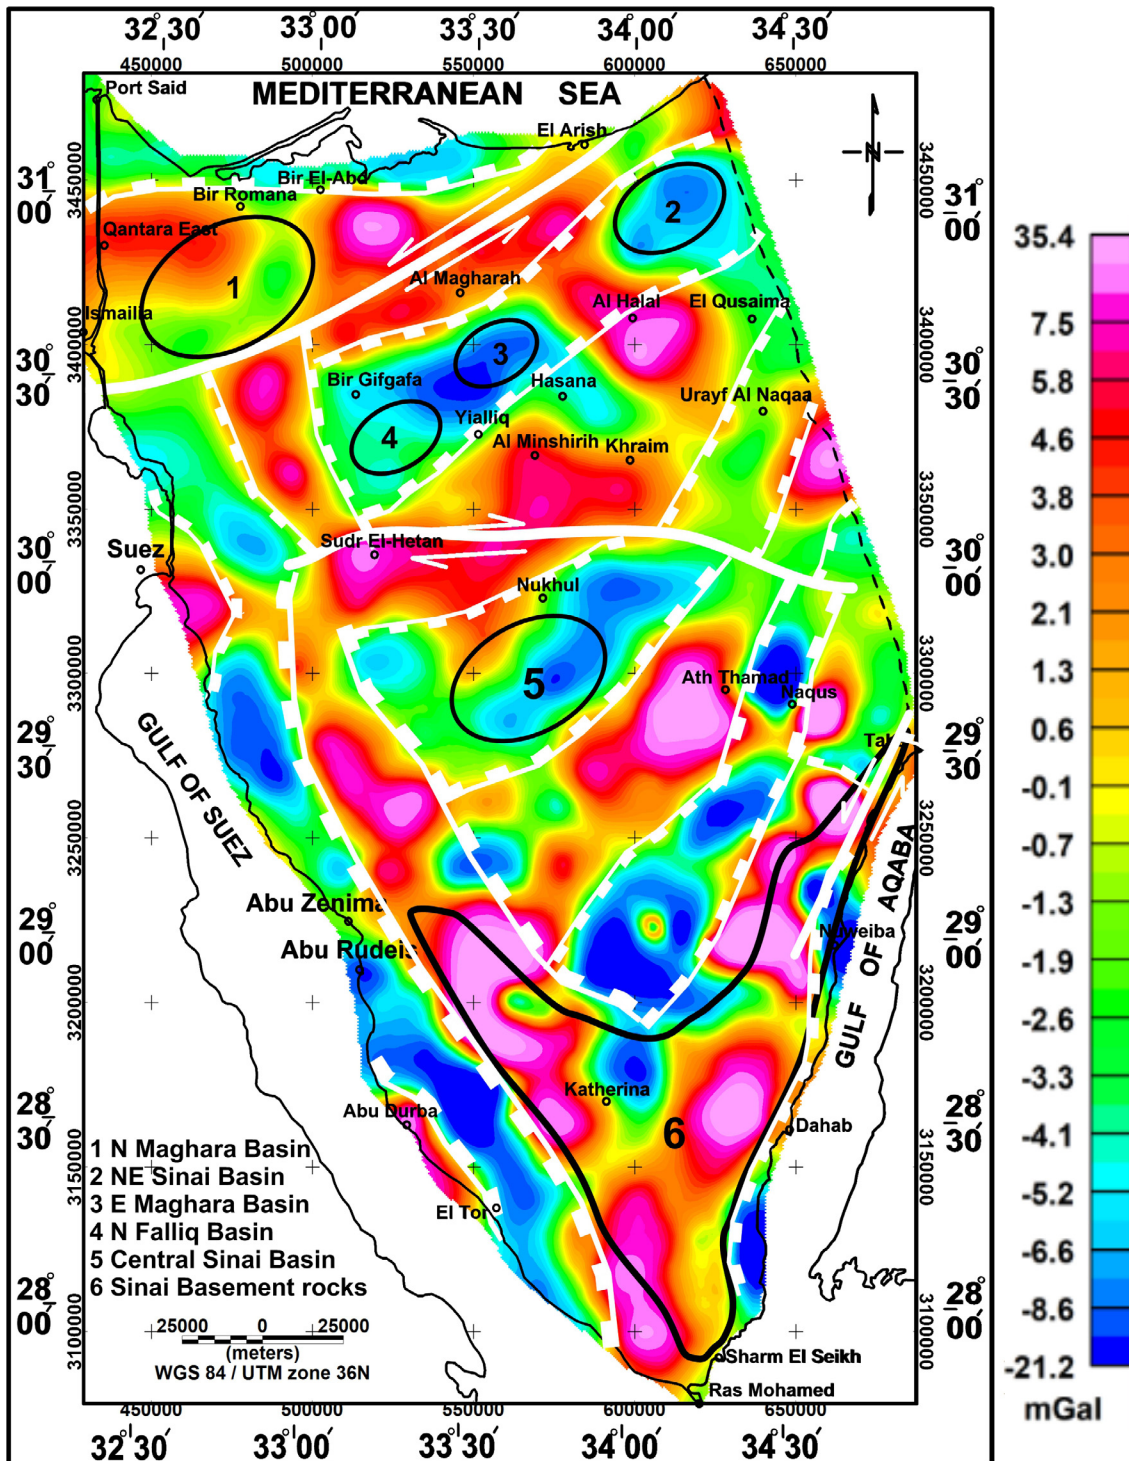 32°30′ 33°00′ 33°30′ 34°00′ 34°30′
450000 500000 550000 600000 650000
Port Said
MEDITERRANEAN SEA
El Arish
N
3450000
3450000
31°00′
31°00′
Bir El-Abd
Bir Romana
2
Qantara East
35.4
1
Al Magharah
Al Halal
El Qusaima
Ismailia
7.5
3400000
3400000
30°30′
30°30′
3
Bir Gifgafa
Hasana
5.8
Urayf Al Naqaa
Yialliq
4
Al Minshirih
Khraim
4.6
3350000
3350000
3.8
30°00′
30°00′
Suez
Sudr El-Hetan
3.0
Nukhul
2.1
3300000
3300000
5
Ath Thamad
Naqus
1.3
29°30′
29°30′
GULF OF SUEZ
0.6
-0.1
3250000
3250000
-0.7
GULF OF AQABA
Abu Zenima
-1.3
29°00′
29°00′
Nuweiba
Abu Rudeis
-1.9
3200000
3200000
-2.6
-3.3
Katherina
28°30′
28°30′
Abu Durba
Dahab
6
-4.1
1 N Maghara Basin
2 NE Sinai Basin
3150000
3150000
-5.2
3 E Maghara Basin
El Tor
4 N Falliq Basin
-6.6
5 Central Sinai Basin
6 Sinai Basement rocks
28°00′
28°00′
-8.6
25000 0 25000
3100000
3100000
(meters)
WGS 84 / UTM zone 36N
Sharm El Seikh
-21.2
Ras Mohamed
mGal
450000 500000 550000 600000 650000
32°30′ 33°00′ 33°30′ 34°00′ 34°30′